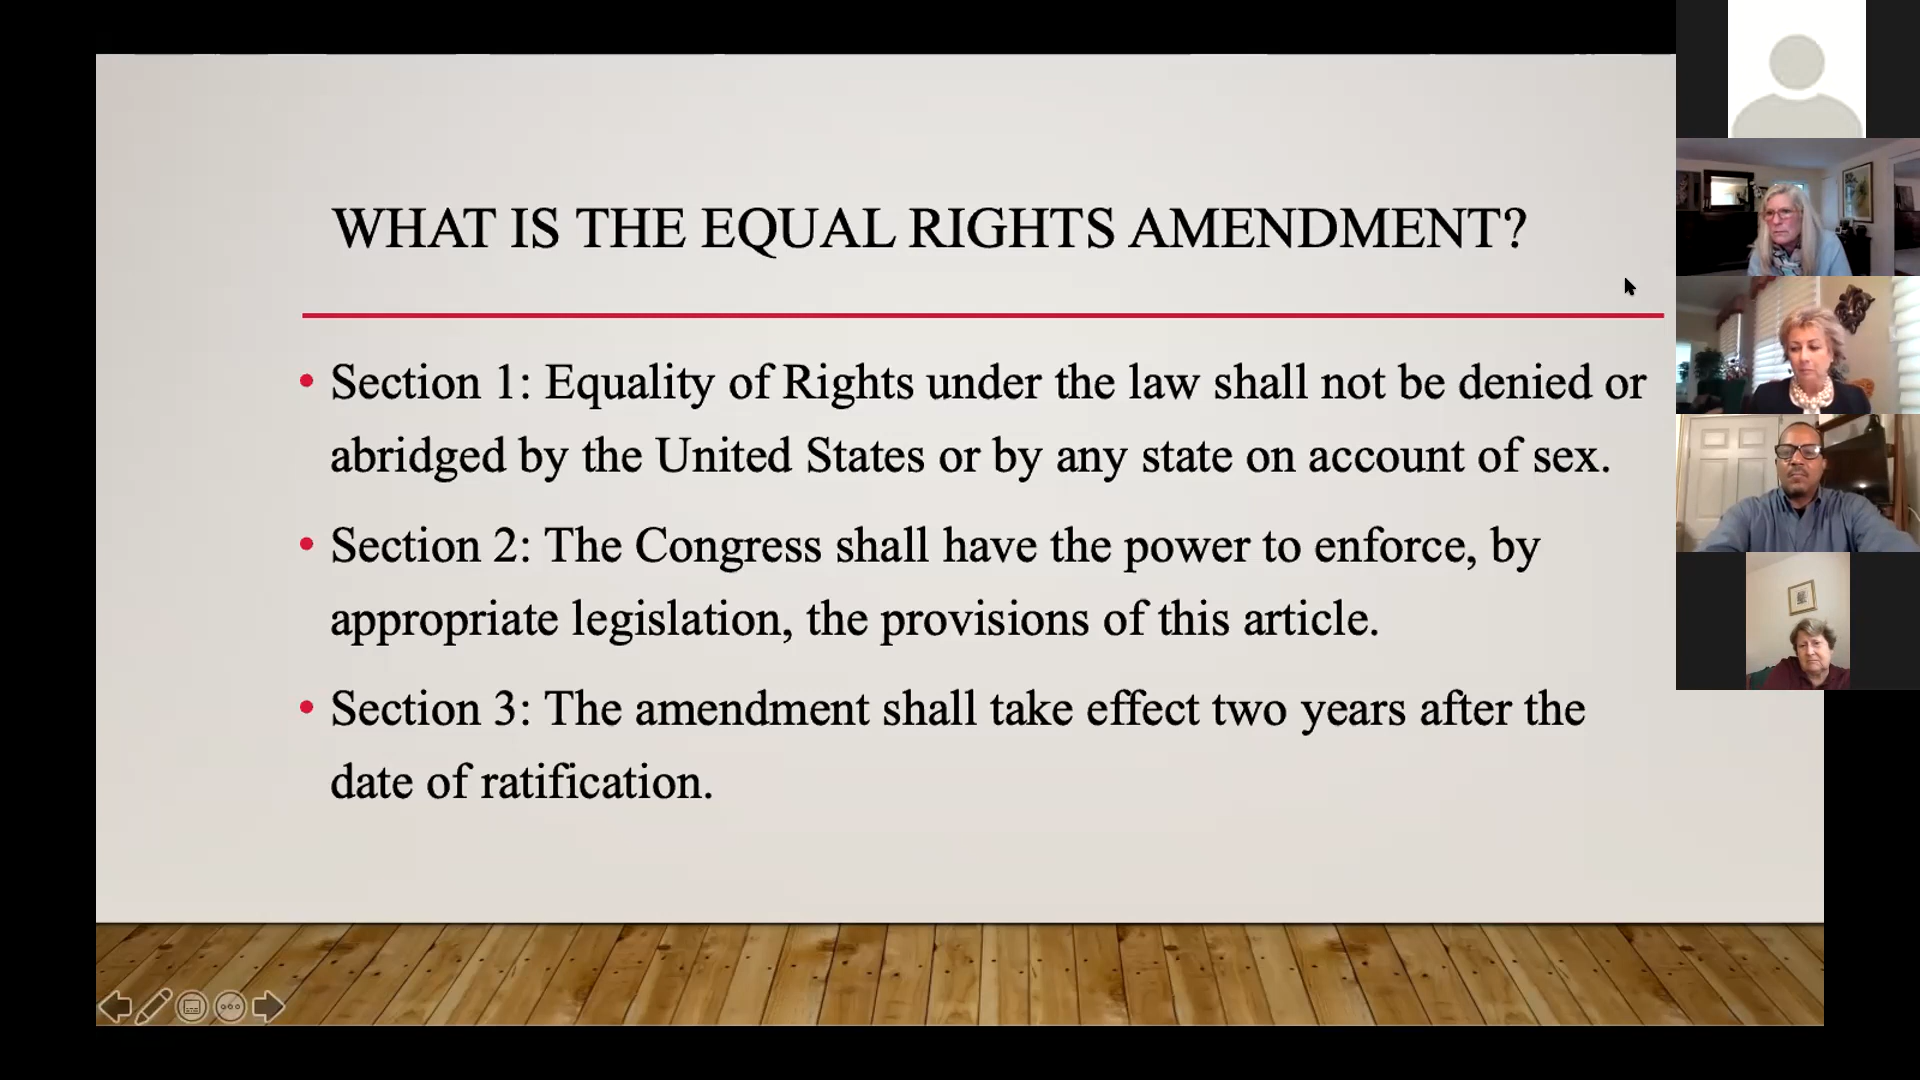 WHAT IS THE EQUAL RIGHTS AMENDMENT?
• Section 1: Equality of Rights under the law shall not be denied or
abridged by the United States or by any state on account of sex.
• Section 2: The Congress shall have the power to enforce, by
appropriate legislation, the provisions of this article.
• Section 3: The amendment shall take effect two years after the
date of ratification.